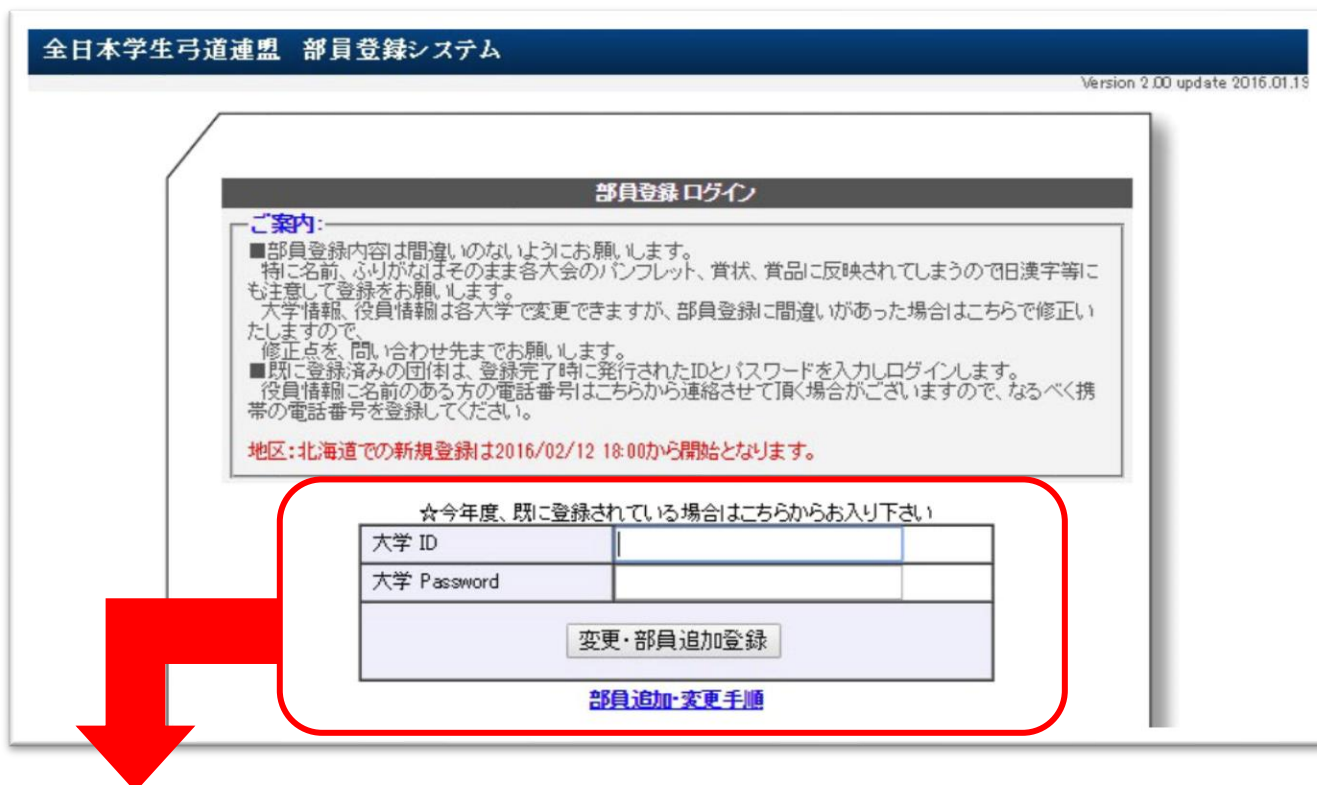 全日本学生弓道連盟　部員登録システム
Version 2.00 update 2016.01.19
部員登録 ログイン
ご案内:
■部員登録内容は間違いのないようにお願いします。
特に名前、ふりがなはそのまま各大会のパンフレット、賞状、賞品に反映されてしまうので旧漢字等に
も注意して登録をお願いします。
大学情報、役員情報は各大学で変更できますが、部員登録に間違いがあった場合はこちらで修正い
たしますので、
修正点を、問い合わせ先までお願いします。
■既に登録済みの団体は、登録完了時に発行されたIDとパスワードを入力しログインします。
役員情報に名前のある方の電話番号はこちらから連絡させて頂く場合がございますので、なるべく携
帯の電話番号を登録してください。
地区：北海道での新規登録は2016/02/12 18:00から開始となります。
☆今年度、既に登録されている場合はこちらからお入り下さい
大学 ID
大学 Password
変更・部員追加登録
部員追加・変更手順